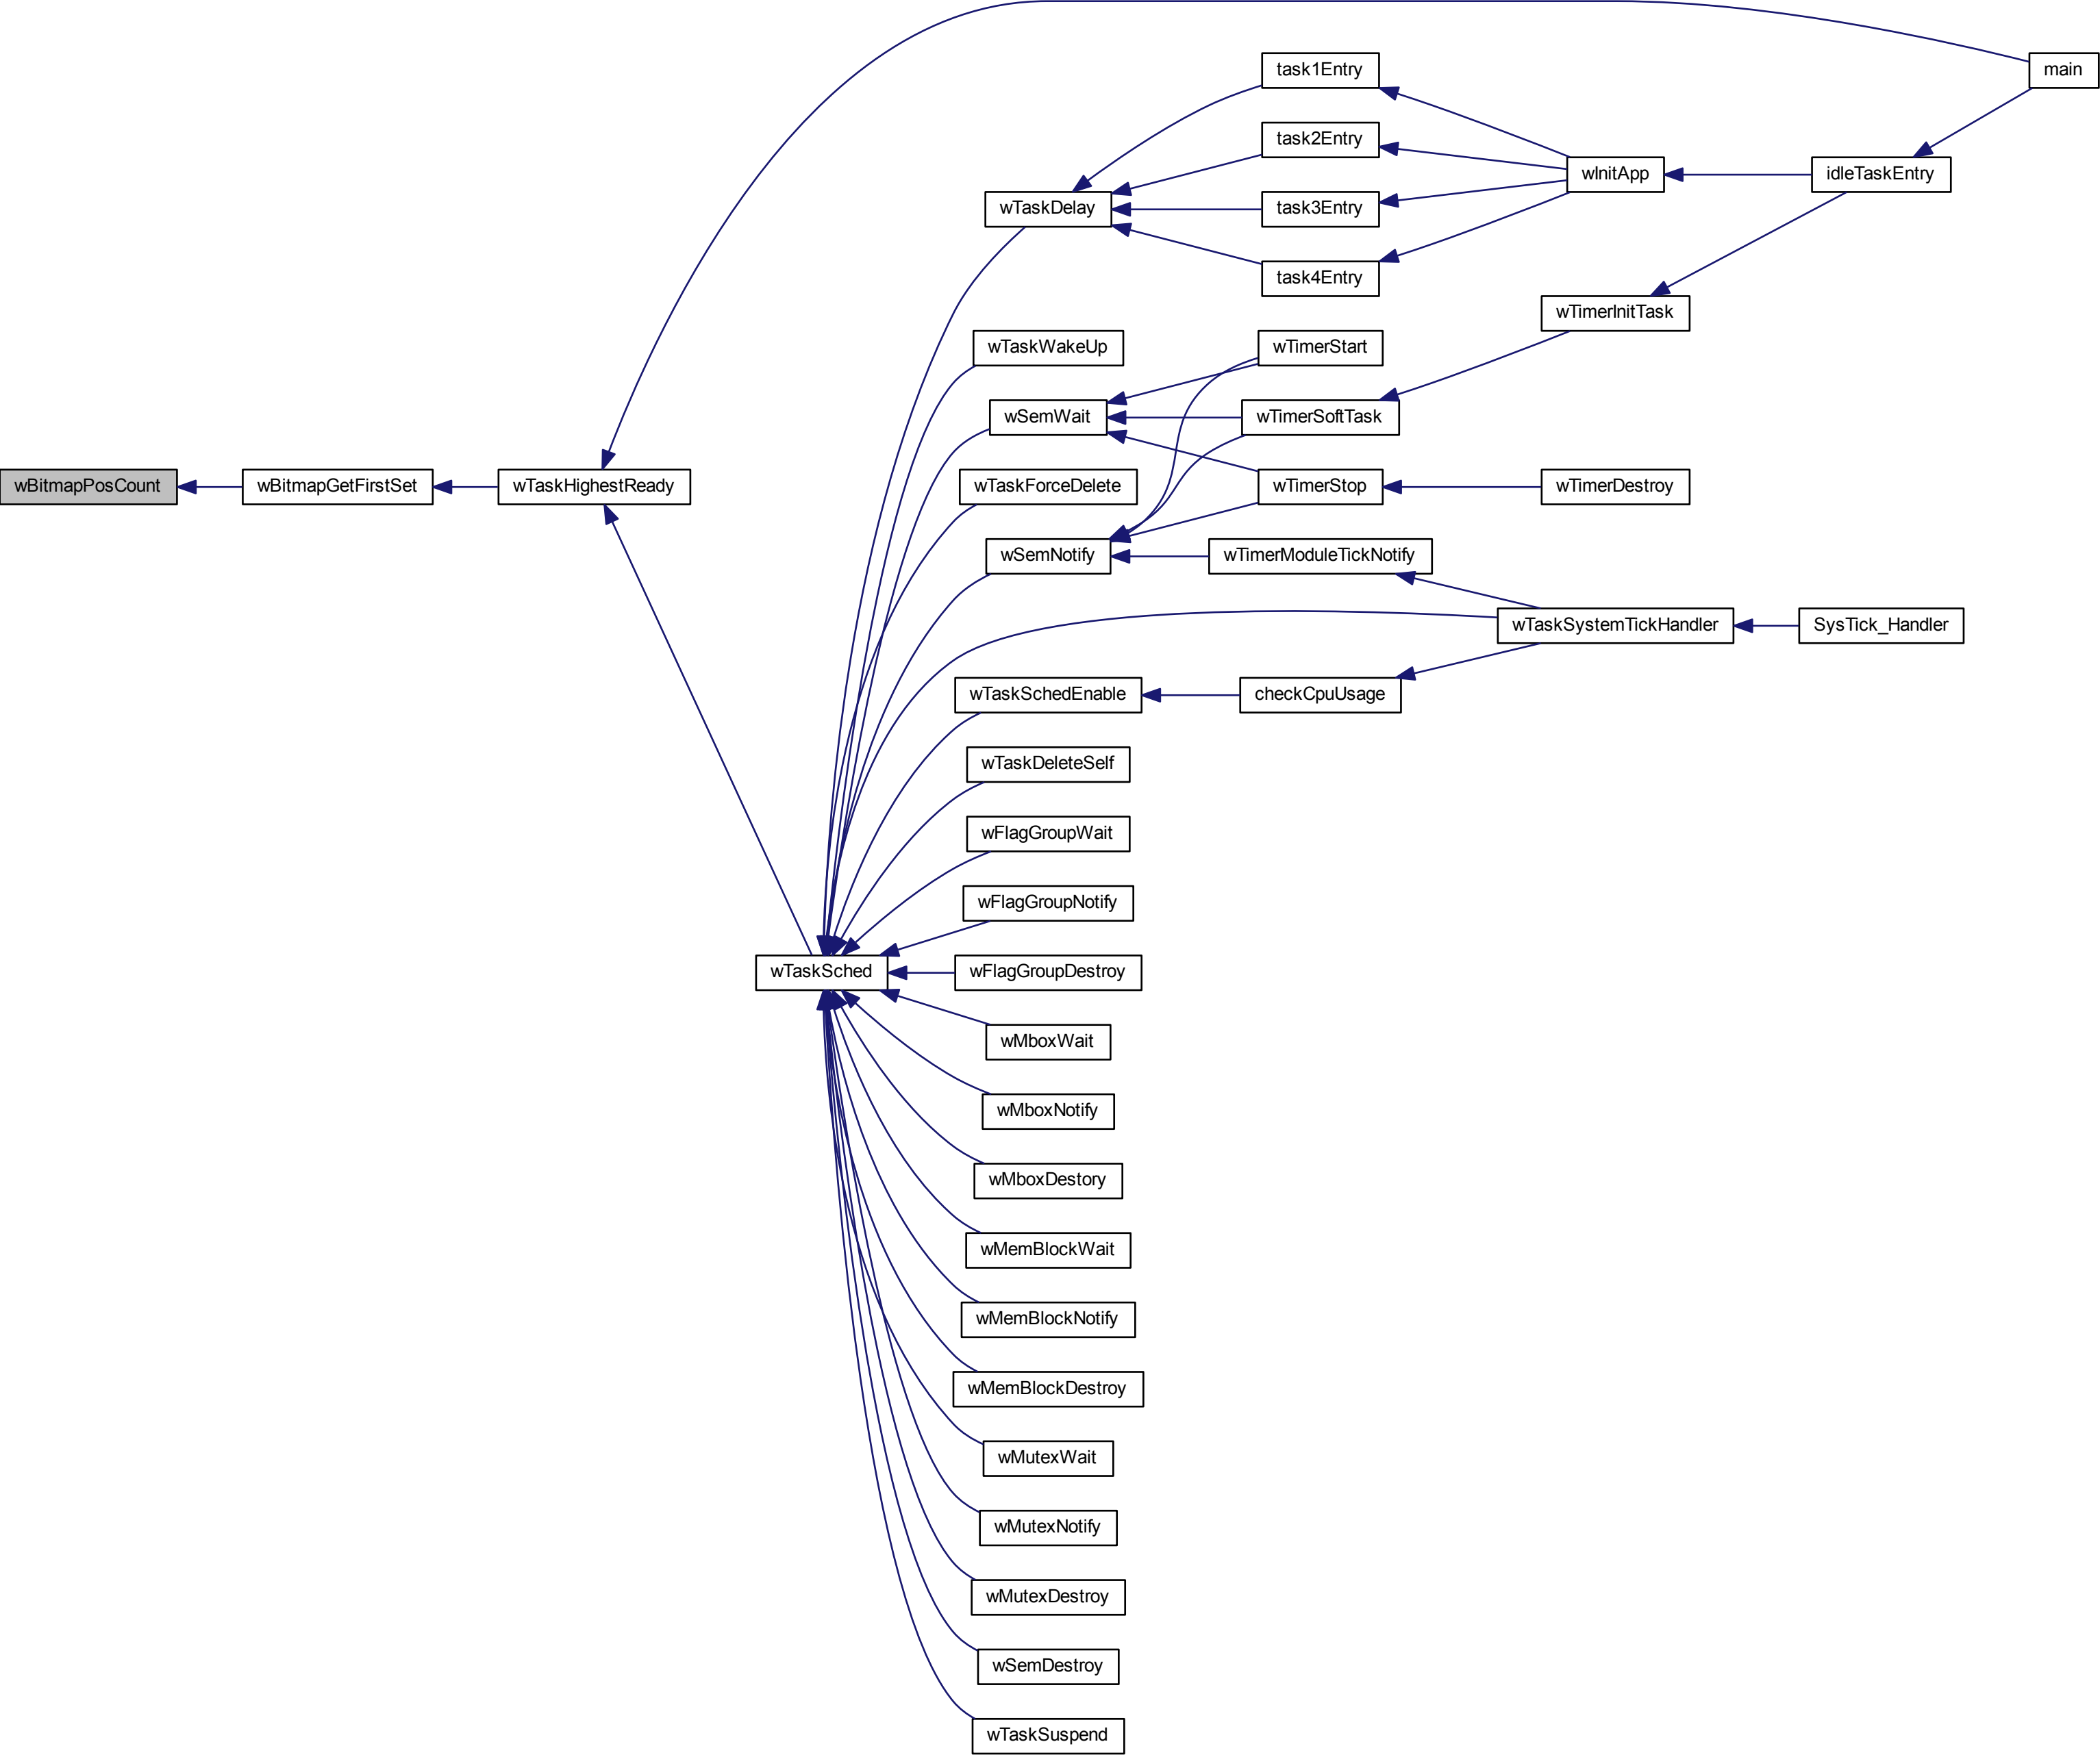 main
task1Entry
task2Entry
wInitApp
idleTaskEntry
wTaskDelay
task3Entry
task4Entry
wTimerInitTask
wTaskWakeUp
wTimerStart
wSemWait
wTimerSoftTask
wBitmapPosCount
wBitmapGetFirstSet
wTaskHighestReady
wTaskForceDelete
wTimerStop
wTimerDestroy
wSemNotify
wTimerModuleTickNotify
wTaskSystemTickHandler
SysTick_Handler
wTaskSchedEnable
checkCpuUsage
wTaskDeleteSelf
wFlagGroupWait
wFlagGroupNotify
wTaskSched
wFlagGroupDestroy
wMboxWait
wMboxNotify
wMboxDestory
wMemBlockWait
wMemBlockNotify
wMemBlockDestroy
wMutexWait
wMutexNotify
wMutexDestroy
wSemDestroy
wTaskSuspend